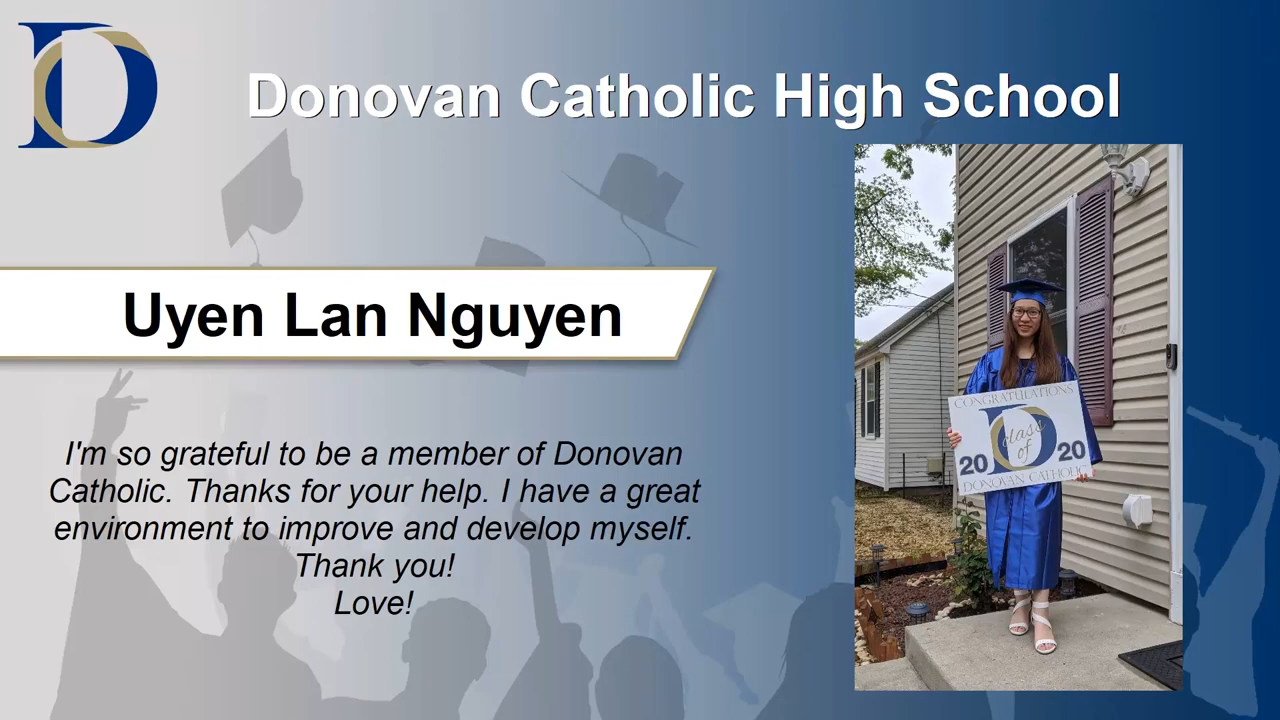 Donovan Catholic High School
Uyen Lan Nguyen
I'm so grateful to be a member of Donovan
Catholic. Thanks for your help. I have a great
environment to improve and develop myself.
Thank you!
Love!
CONGRATULATIONS
class
of
20 20
DONOVAN CATHOLIC